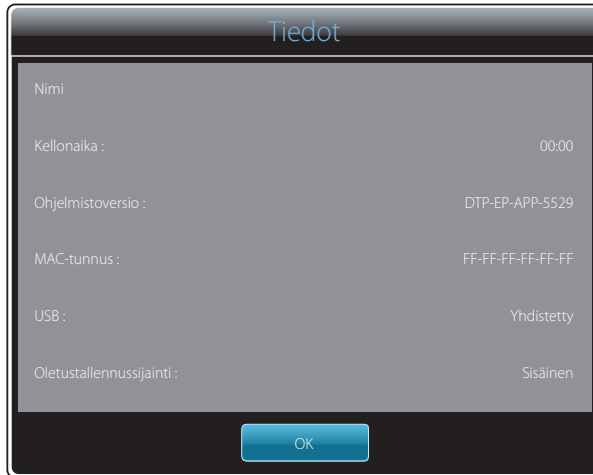 Tiedot
Nimi
Kellonaika : 00:00
Ohjelmistoversio : DTP-EP-APP-5529
MAC-tunnus : FF-FF-FF-FF-FF-FF
USB : Yhdistetty
Oletustallennussijainti : Sisäinen
OK